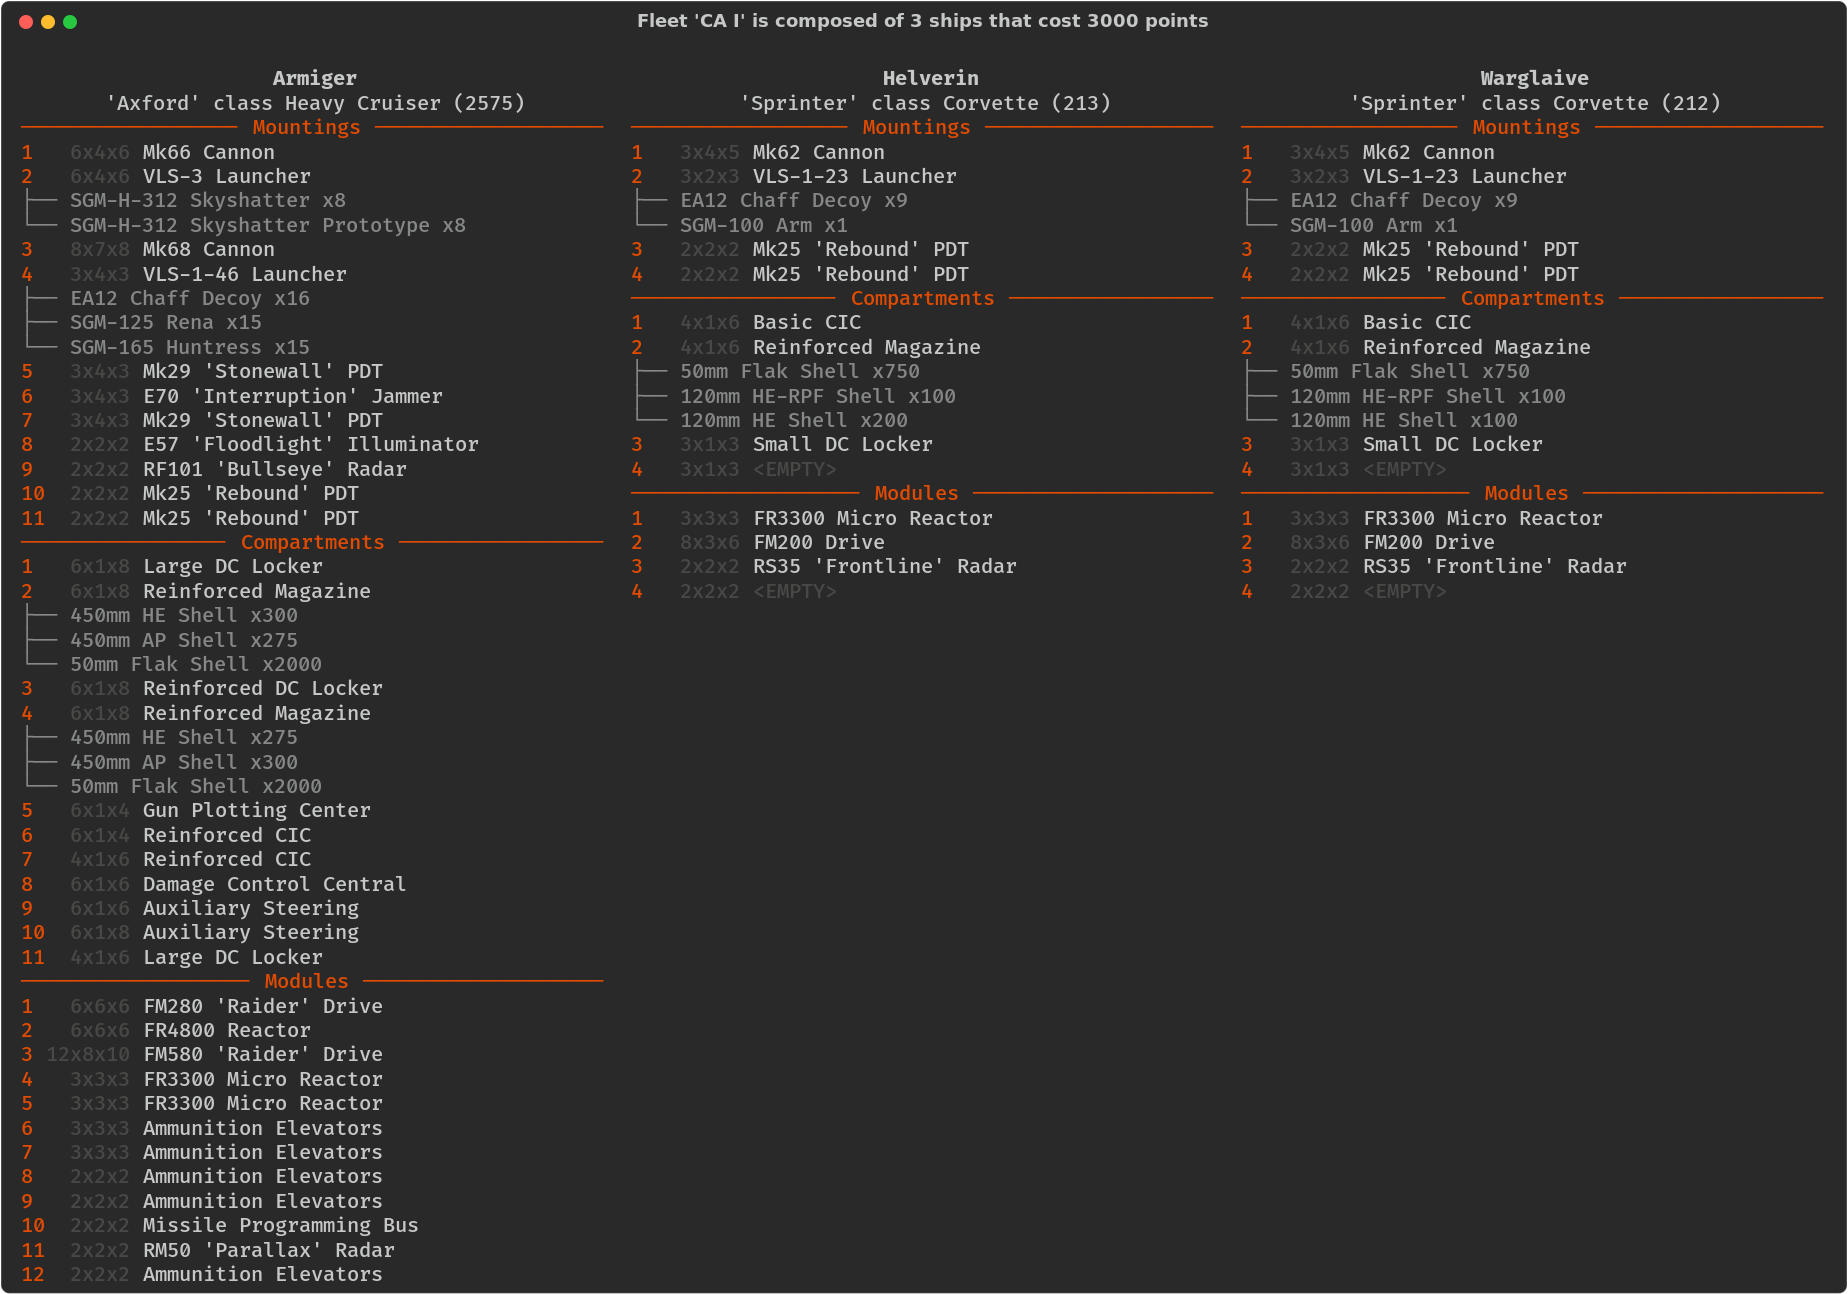 Fleet 'CA I' is composed of 3 ships that cost 3000 points
Armiger
'Axford' class Heavy Cruiser (2575)
Mountings
1 6x4x6 Mk66 Cannon
2 6x4x6 VLS-3 Launcher
SGM-H-312 Skyshatter x8
SGM-H-312 Skyshatter Prototype x8
3 8x7x8 Mk68 Cannon
4 3x4x3 VLS-1-46 Launcher
EA12 Chaff Decoy x16
SGM-125 Rena x15
SGM-165 Huntress x15
5 3x4x3 Mk29 'Stonewall' PDT
6 3x4x3 E70 'Interruption' Jammer
7 3x4x3 Mk29 'Stonewall' PDT
8 2x2x2 E57 'Floodlight' Illuminator
9 2x2x2 RF101 'Bullseye' Radar
10 2x2x2 Mk25 'Rebound' PDT
11 2x2x2 Mk25 'Rebound' PDT
Compartments
1 6x1x8 Large DC Locker
2 6x1x8 Reinforced Magazine
450mm HE Shell x300
450mm AP Shell x275
50mm Flak Shell x2000
3 6x1x8 Reinforced DC Locker
4 6x1x8 Reinforced Magazine
450mm HE Shell x275
450mm AP Shell x300
50mm Flak Shell x2000
5 6x1x4 Gun Plotting Center
6 6x1x4 Reinforced CIC
7 4x1x6 Reinforced CIC
8 6x1x6 Damage Control Central
9 6x1x6 Auxiliary Steering
10 6x1x8 Auxiliary Steering
11 4x1x6 Large DC Locker
Modules
1 6x6x6 FM280 'Raider' Drive
2 6x6x6 FR4800 Reactor
3 12x8x10 FM580 'Raider' Drive
4 3x3x3 FR3300 Micro Reactor
5 3x3x3 FR3300 Micro Reactor
6 3x3x3 Ammunition Elevators
7 3x3x3 Ammunition Elevators
8 2x2x2 Ammunition Elevators
9 2x2x2 Ammunition Elevators
10 2x2x2 Missile Programming Bus
11 2x2x2 RM50 'Parallax' Radar
12 2x2x2 Ammunition Elevators
Helverin
'Sprinter' class Corvette (213)
Mountings
1 3x4x5 Mk62 Cannon
2 3x2x3 VLS-1-23 Launcher
EA12 Chaff Decoy x9
SGM-100 Arm x1
3 2x2x2 Mk25 'Rebound' PDT
4 2x2x2 Mk25 'Rebound' PDT
Compartments
1 4x1x6 Basic CIC
2 4x1x6 Reinforced Magazine
50mm Flak Shell x750
120mm HE-RPF Shell x100
120mm HE Shell x200
3 3x1x3 Small DC Locker
4 3x1x3 <EMPTY>
Modules
1 3x3x3 FR3300 Micro Reactor
2 8x3x6 FM200 Drive
3 2x2x2 RS35 'Frontline' Radar
4 2x2x2 <EMPTY>
Warglaive
'Sprinter' class Corvette (212)
Mountings
1 3x4x5 Mk62 Cannon
2 3x2x3 VLS-1-23 Launcher
EA12 Chaff Decoy x9
SGM-100 Arm x1
3 2x2x2 Mk25 'Rebound' PDT
4 2x2x2 Mk25 'Rebound' PDT
Compartments
1 4x1x6 Basic CIC
2 4x1x6 Reinforced Magazine
50mm Flak Shell x750
120mm HE-RPF Shell x100
120mm HE Shell x100
3 3x1x3 Small DC Locker
4 3x1x3 <EMPTY>
Modules
1 3x3x3 FR3300 Micro Reactor
2 8x3x6 FM200 Drive
3 2x2x2 RS35 'Frontline' Radar
4 2x2x2 <EMPTY>